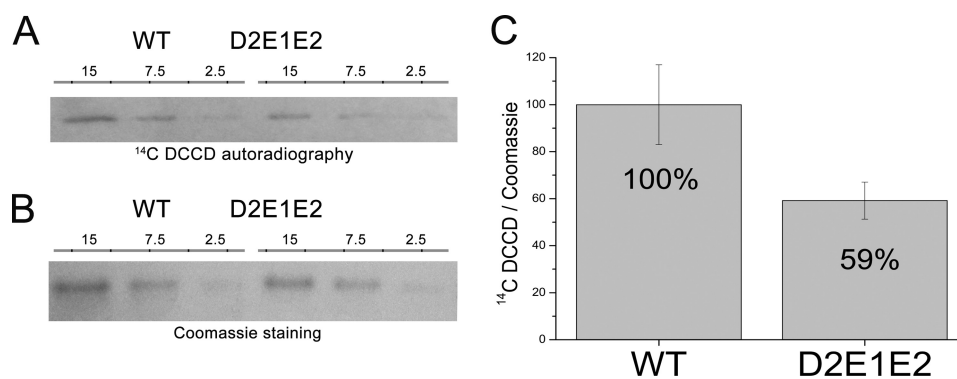 A
WT D2E1E2
15 7.5 2.5 15 7.5 2.5
¹⁴C DCCD autoradiography
B
WT D2E1E2
15 7.5 2.5 15 7.5 2.5
Coomassie staining
C
¹⁴C DCCD / Coomassie
120
100
80
60
40
20
0
100%
59%
WT D2E1E2